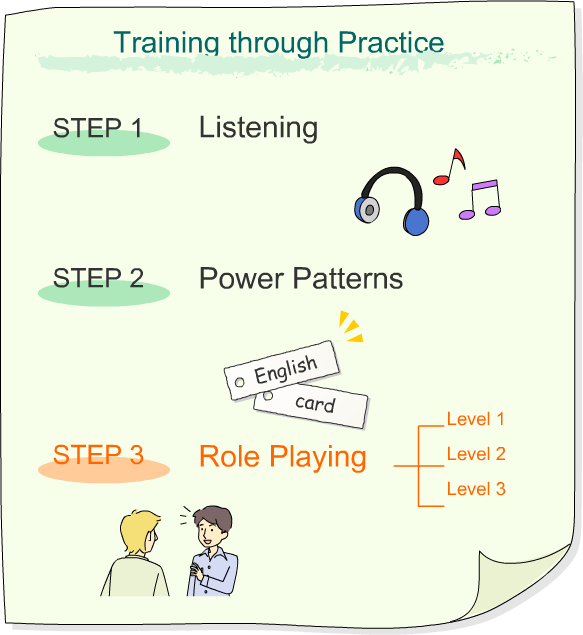 Training through Practice
STEP 1 Listening
STEP 2 Power Patterns
English
card
STEP 3 Role Playing
Level 1
Level 2
Level 3